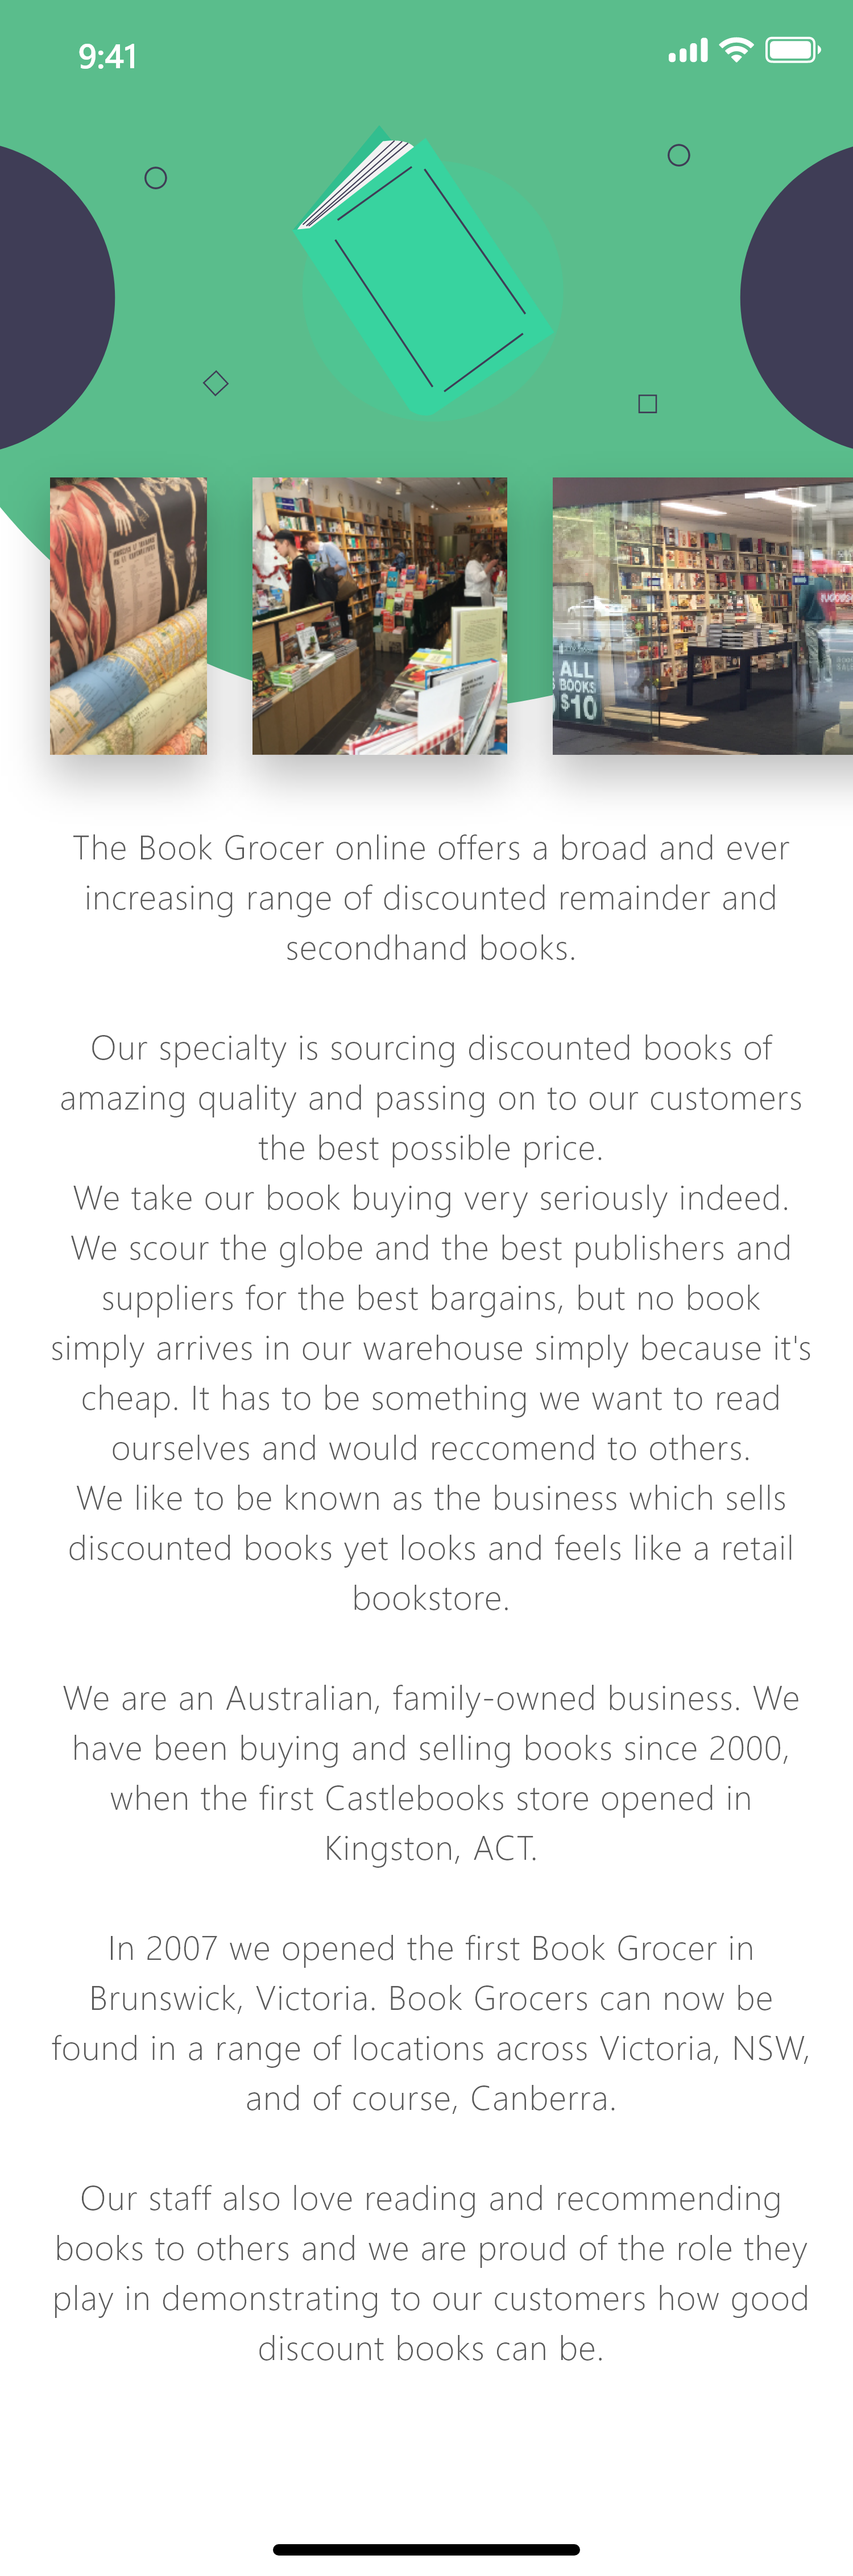 9:41
ALL
BOOKS
$10
The Book Grocer online offers a broad and ever
increasing range of discounted remainder and
secondhand books.
Our specialty is sourcing discounted books of
amazing quality and passing on to our customers
the best possible price.
We take our book buying very seriously indeed.
We scour the globe and the best publishers and
suppliers for the best bargains, but no book
simply arrives in our warehouse simply because it's
cheap. It has to be something we want to read
ourselves and would reccomend to others.
We like to be known as the business which sells
discounted books yet looks and feels like a retail
bookstore.
We are an Australian, family-owned business. We
have been buying and selling books since 2000,
when the first Castlebooks store opened in
Kingston, ACT.
In 2007 we opened the first Book Grocer in
Brunswick, Victoria. Book Grocers can now be
found in a range of locations across Victoria, NSW,
and of course, Canberra.
Our staff also love reading and recommending
books to others and we are proud of the role they
play in demonstrating to our customers how good
discount books can be.